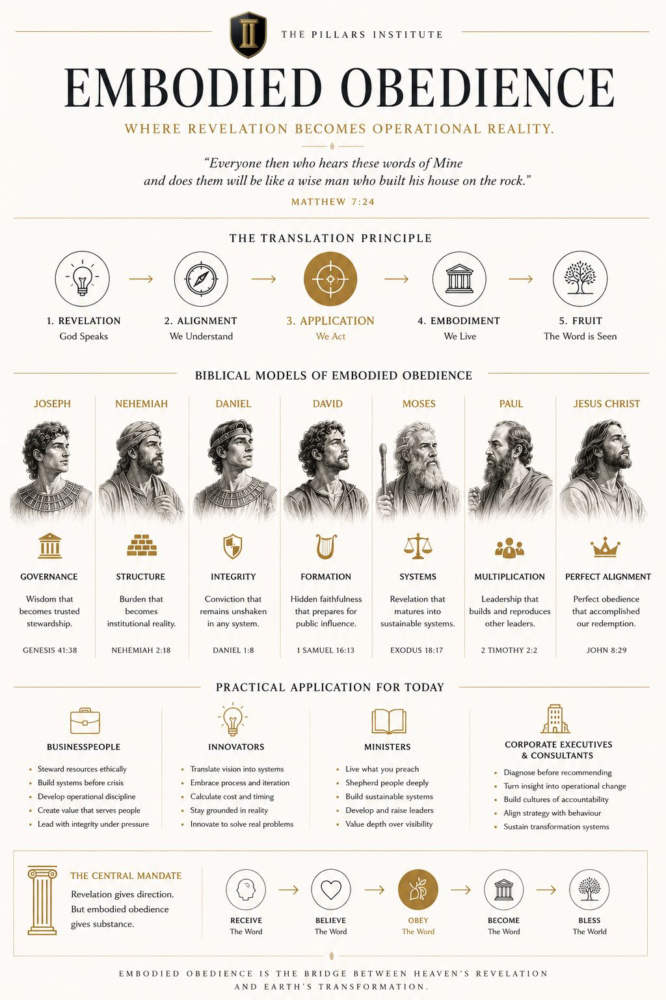 THE PILLARS INSTITUTE
EMBODIED OBEDIENCE
WHERE REVELATION BECOMES OPERATIONAL REALITY.
“Everyone then who hears these words of Mine
and does them will be like a wise man who built his house on the rock.”
MATTHEW 7:24
THE TRANSLATION PRINCIPLE
1. REVELATION
God Speaks
2. ALIGNMENT
We Understand
3. APPLICATION
We Act
4. EMBODIMENT
We Live
5. FRUIT
The Word is Seen
BIBLICAL MODELS OF EMBODIED OBEDIENCE
JOSEPH
GOVERNANCE
Wisdom that
becomes trusted
stewardship.
GENESIS 41:38
NEHEMIAH
STRUCTURE
Burden that
becomes
institutional reality.
NEHEMIAH 2:18
DANIEL
INTEGRITY
Conviction that
remains unshaken
in any system.
DANIEL 1:8
DAVID
FORMATION
Hidden faithfulness
that prepares for
public influence.
1 SAMUEL 16:13
MOSES
SYSTEMS
Revelation that
matures into
sustainable systems.
EXODUS 18:17
PAUL
MULTIPLICATION
Leadership that
builds and reproduces
other leaders.
2 TIMOTHY 2:2
JESUS CHRIST
PERFECT ALIGNMENT
Perfect obedience
that accomplished
our redemption.
JOHN 8:29
PRACTICAL APPLICATION FOR TODAY
BUSINESSPEOPLE
• Steward resources ethically
• Build systems before crisis
• Develop operational discipline
• Create value that serves people
• Lead with integrity under pressure
INNOVATORS
• Translate vision into systems
• Embrace process and iteration
• Calculate cost and timing
• Stay grounded in reality
• Innovate to solve real problems
MINISTERS
• Live what you preach
• Shepherd people deeply
• Build sustainable systems
• Develop and raise leaders
• Value depth over visibility
CORPORATE EXECUTIVES
& CONSULTANTS
• Diagnose before recommending
• Turn insight into operational change
• Build cultures of accountability
• Align strategy with behaviour
• Sustain transformation systems
THE CENTRAL MANDATE
Revelation gives direction.
But embodied obedience
gives substance.
RECEIVE
The Word
BELIEVE
The Word
OBEY
The Word
BECOME
The Word
BLESS
The World
EMBODIED OBEDIENCE IS THE BRIDGE BETWEEN HEAVEN’S REVELATION
AND EARTH’S TRANSFORMATION.